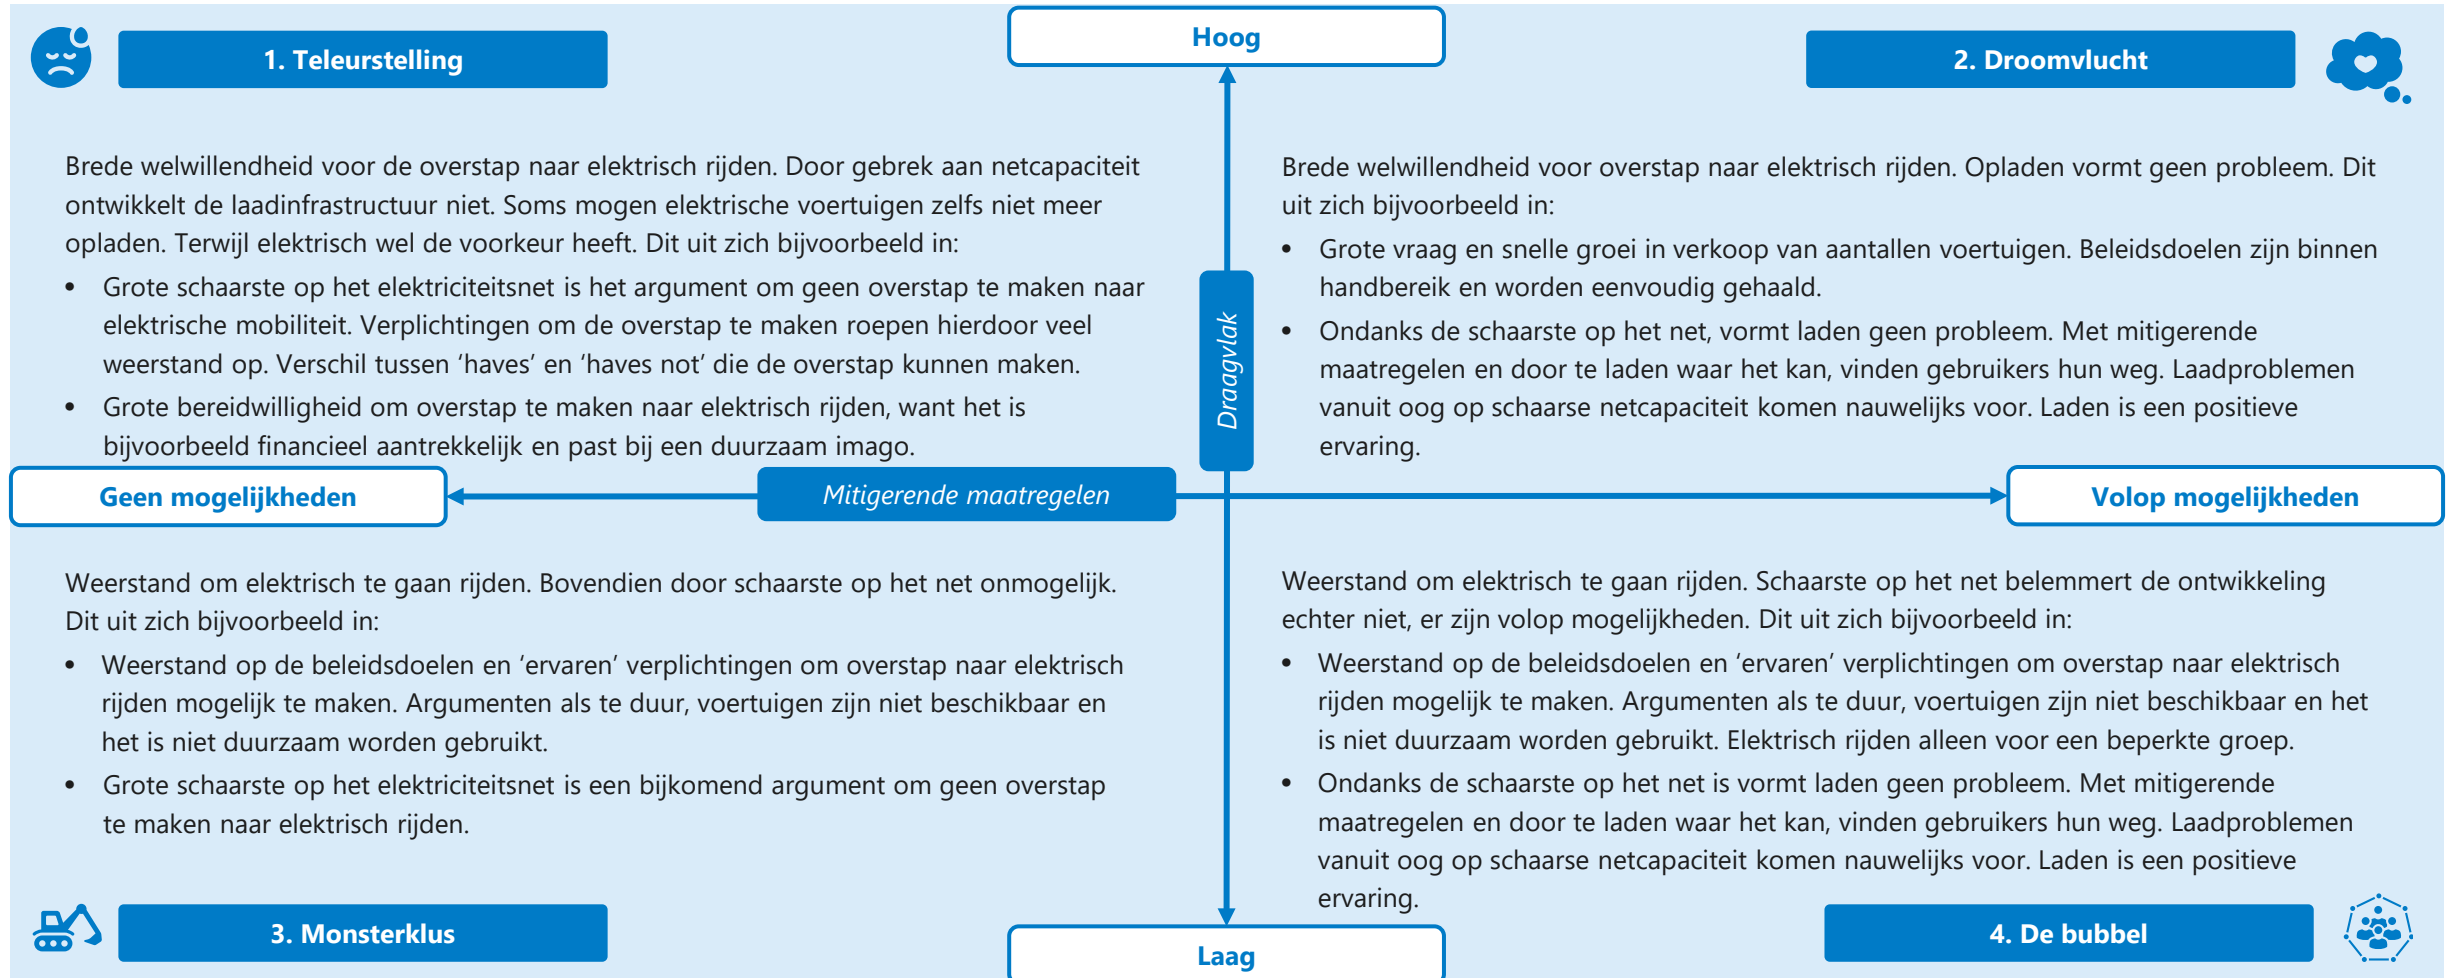 Hoog
1. Teleurstelling
2. Droomvlucht
Brede welwillendheid voor de overstap naar elektrisch rijden. Door gebrek aan netcapaciteit
ontwikkelt de laadinfrastructuur niet. Soms mogen elektrische voertuigen zelfs niet meer
opladen. Terwijl elektrisch wel de voorkeur heeft. Dit uit zich bijvoorbeeld in:
• Grote schaarste op het elektriciteitsnet is het argument om geen overstap te maken naar
elektrische mobiliteit. Verplichtingen om de overstap te maken roepen hierdoor veel
weerstand op. Verschil tussen ‘haves’ en ‘haves not’ die de overstap kunnen maken.
• Grote bereidwilligheid om overstap te maken naar elektrisch rijden, want het is
bijvoorbeeld financieel aantrekkelijk en past bij een duurzaam imago.
Brede welwillendheid voor overstap naar elektrisch rijden. Opladen vormt geen probleem. Dit
uit zich bijvoorbeeld in:
• Grote vraag en snelle groei in verkoop van aantallen voertuigen. Beleidsdoelen zijn binnen
handbereik en worden eenvoudig gehaald.
• Ondanks de schaarste op het net, vormt laden geen probleem. Met mitigerende
maatregelen en door te laden waar het kan, vinden gebruikers hun weg. Laadproblemen
vanuit oog op schaarse netcapaciteit komen nauwelijks voor. Laden is een positieve
ervaring.
Draagvlak
Geen mogelijkheden
Mitigerende maatregelen
Volop mogelijkheden
Weerstand om elektrisch te gaan rijden. Bovendien door schaarste op het net onmogelijk.
Dit uit zich bijvoorbeeld in:
• Weerstand op de beleidsdoelen en ‘ervaren’ verplichtingen om overstap naar elektrisch
rijden mogelijk te maken. Argumenten als te duur, voertuigen zijn niet beschikbaar en
het is niet duurzaam worden gebruikt.
• Grote schaarste op het elektriciteitsnet is een bijkomend argument om geen overstap
te maken naar elektrisch rijden.
Weerstand om elektrisch te gaan rijden. Schaarste op het net belemmert de ontwikkeling
echter niet, er zijn volop mogelijkheden. Dit uit zich bijvoorbeeld in:
• Weerstand op de beleidsdoelen en ‘ervaren’ verplichtingen om overstap naar elektrisch
rijden mogelijk te maken. Argumenten als te duur, voertuigen zijn niet beschikbaar en het
is niet duurzaam worden gebruikt. Elektrisch rijden alleen voor een beperkte groep.
• Ondanks de schaarste op het net is vormt laden geen probleem. Met mitigerende
maatregelen en door te laden waar het kan, vinden gebruikers hun weg. Laadproblemen
vanuit oog op schaarse netcapaciteit komen nauwelijks voor. Laden is een positieve
ervaring.
3. Monsterklus
4. De bubbel
Laag